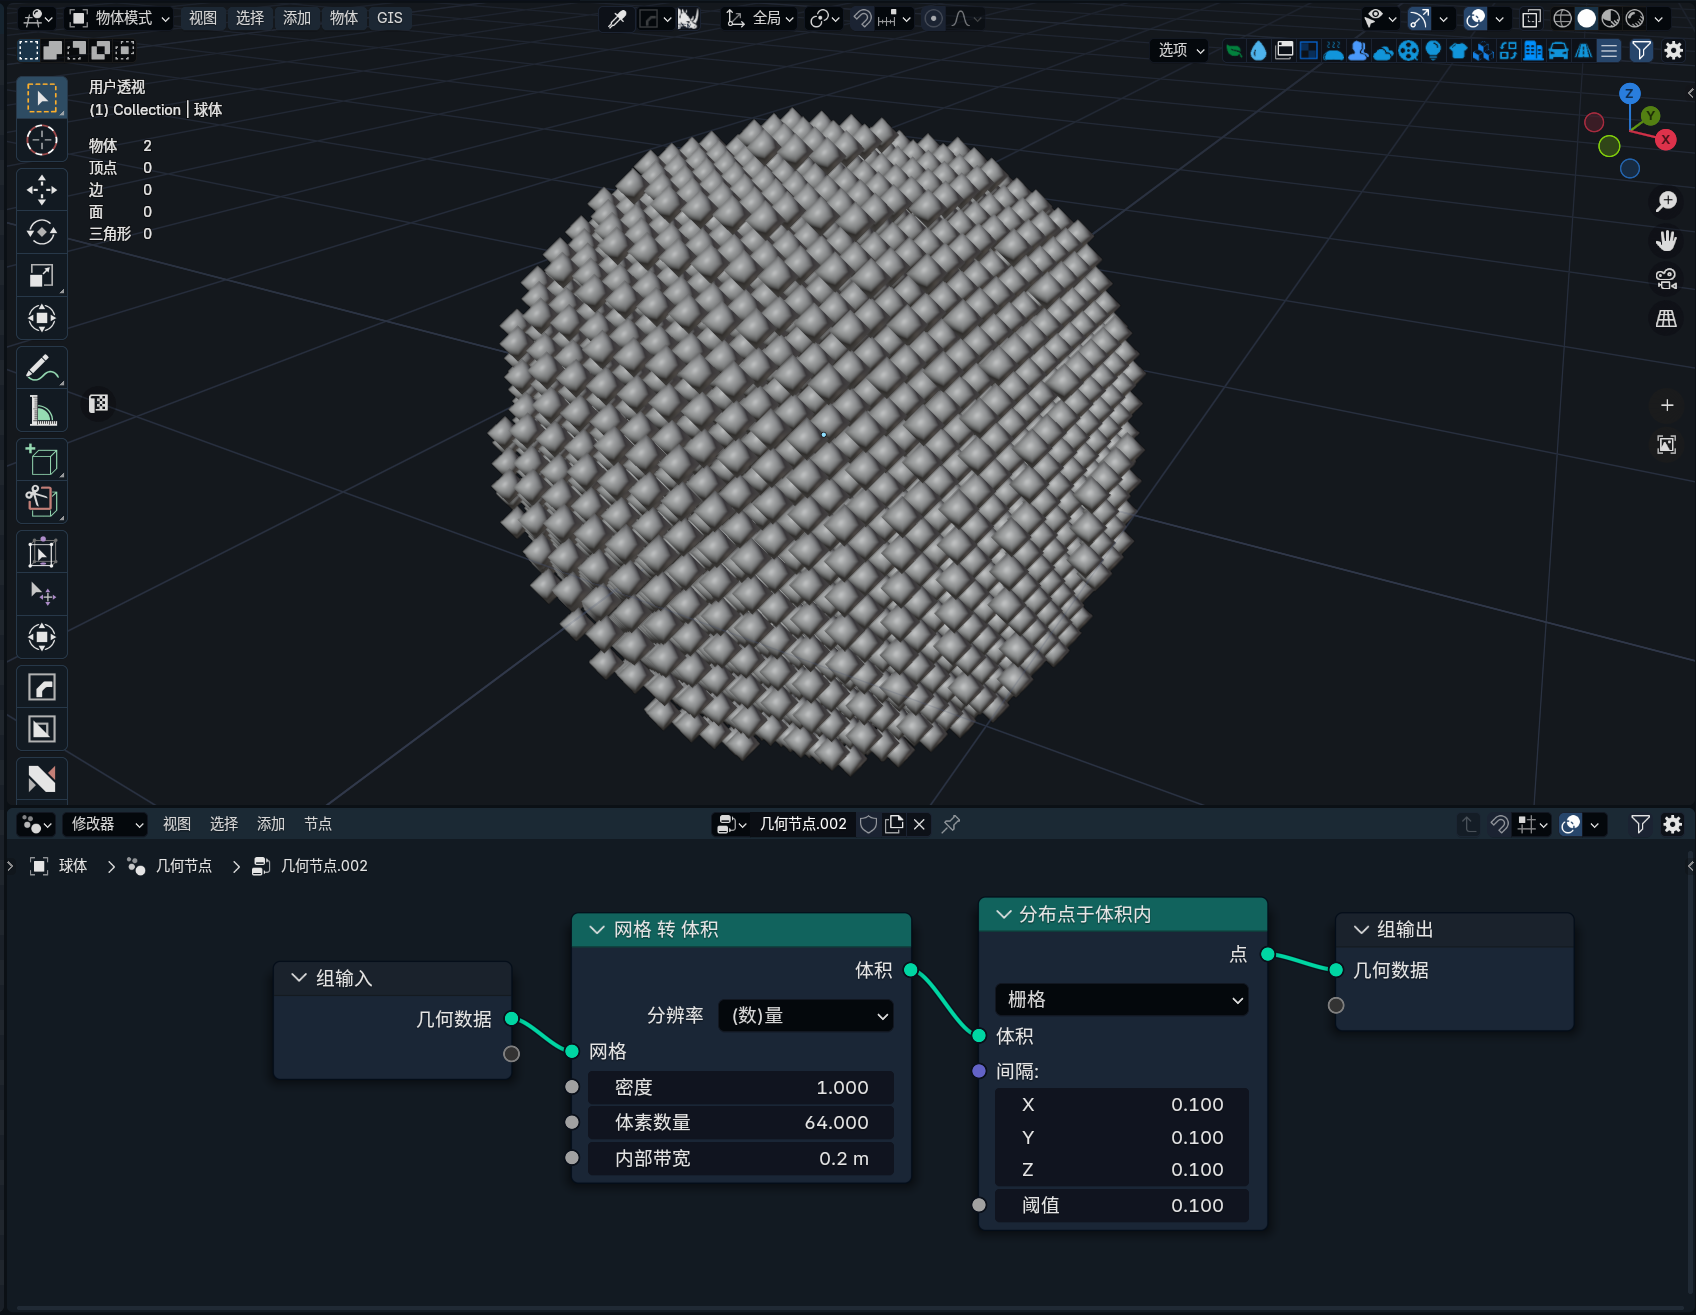 物体模式 视图 选择 添加 物体 GIS 全局
选项
用户透视
(1) Collection | 球体
物体 2
顶点 0
边 0
面 0
三角形 0
Z
Y
X
修改器 视图 选择 添加 节点 几何节点.002
球体 几何节点 几何节点.002
组输入
几何数据
网格 转 体积
体积
分辨率 (数)量
网格
密度 1.000
体素数量 64.000
内部带宽 0.2 m
分布点于体积内
点
栅格
体积
间隔:
X 0.100
Y 0.100
Z 0.100
阈值 0.100
组输出
几何数据